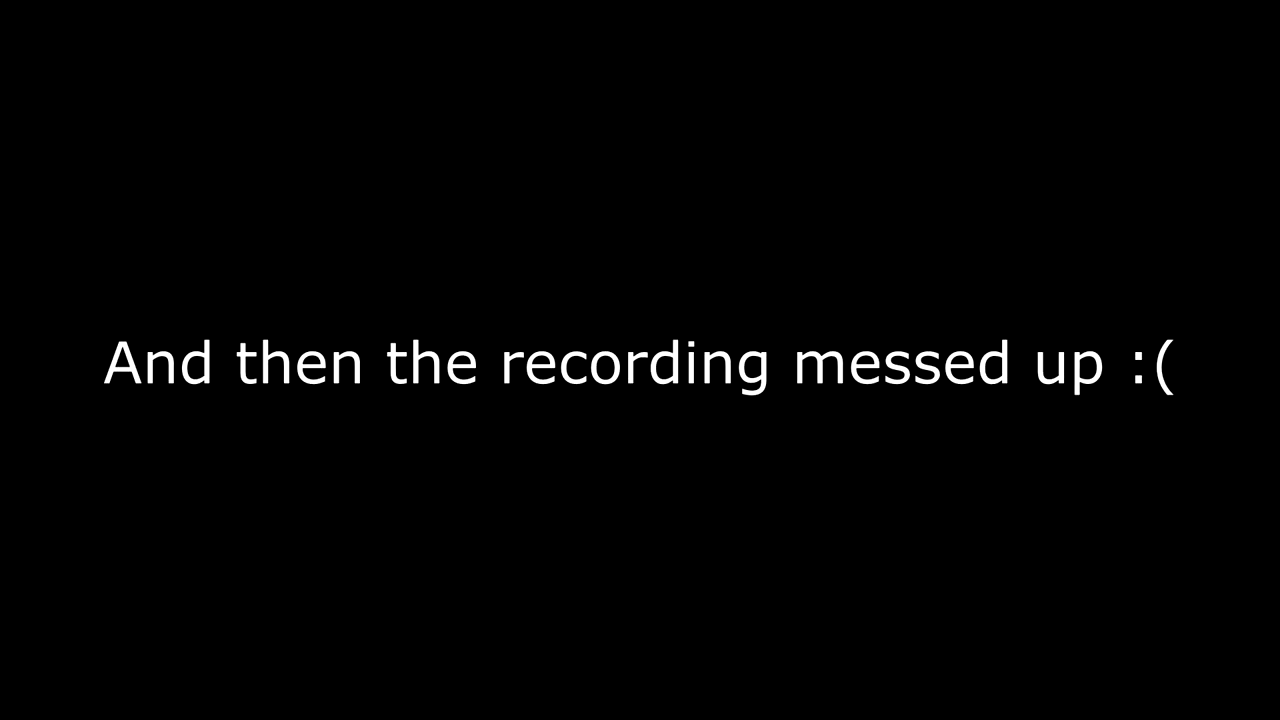 And then the recording messed up :(